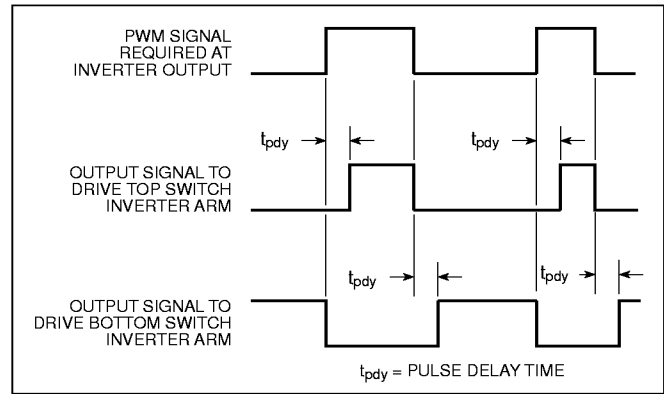 PWM SIGNAL
REQUIRED AT
INVERTER OUTPUT
tpdy
tpdy
OUTPUT SIGNAL TO
DRIVE TOP SWITCH
INVERTER ARM
tpdy
tpdy
OUTPUT SIGNAL TO
DRIVE BOTTOM SWITCH
INVERTER ARM
tpdy = PULSE DELAY TIME